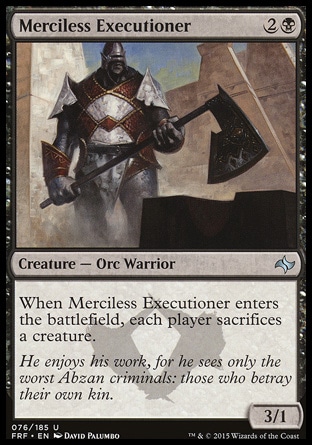 Merciless Executioner 2
Creature — Orc Warrior
When Merciless Executioner enters
the battlefield, each player sacrifices
a creature.
He enjoys his work, for he sees only the
worst Abzan criminals: those who betray
their own kin.
3/1
076/185 U
FRF • EN DAVID PALUMBO
™ & © 2015 Wizards of the Coast